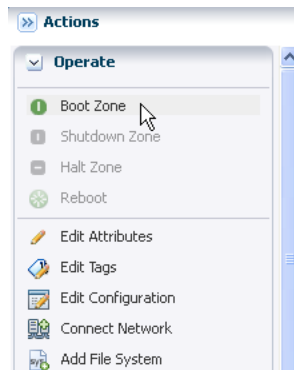 Actions
Operate
Boot Zone
Shutdown Zone
Halt Zone
Reboot
Edit Attributes
Edit Tags
Edit Configuration
Connect Network
Add File System